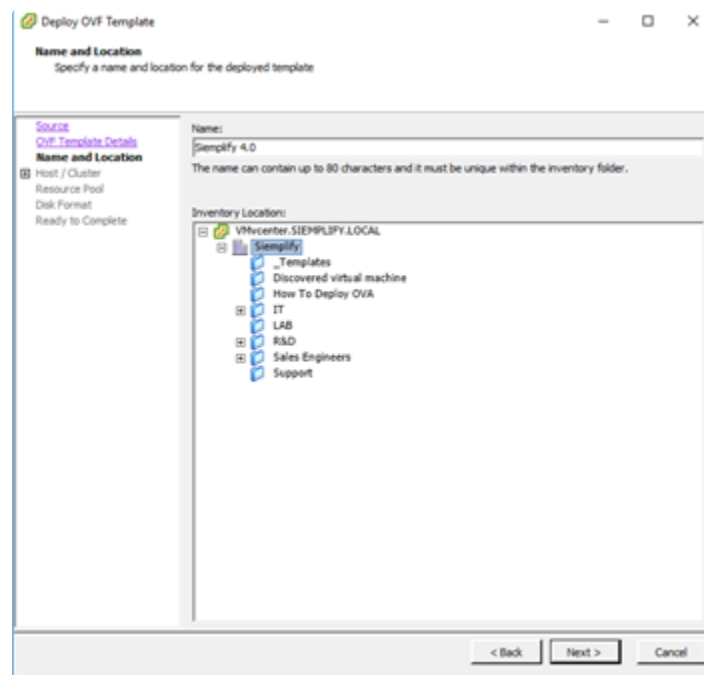 Deploy OVF Template
Name and Location
Specify a name and location for the deployed template
Source
OVF Template Details
Name and Location
Host / Cluster
Resource Pool
Disk Format
Ready to Complete
Name:
Siemplify 4.0
The name can contain up to 80 characters and it must be unique within the inventory folder.
Inventory Location:
VMvcenter.SIEMPLIFY.LOCAL
Siemplify
_Templates
Discovered virtual machine
How To Deploy OVA
IT
LAB
R&D
Sales Engineers
Support
< Back
Next >
Cancel